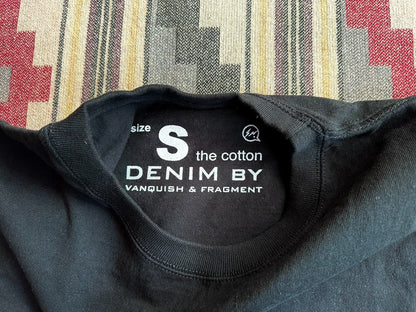 size S the cotton
DENIM BY
VANQUISH & FRAGMENT